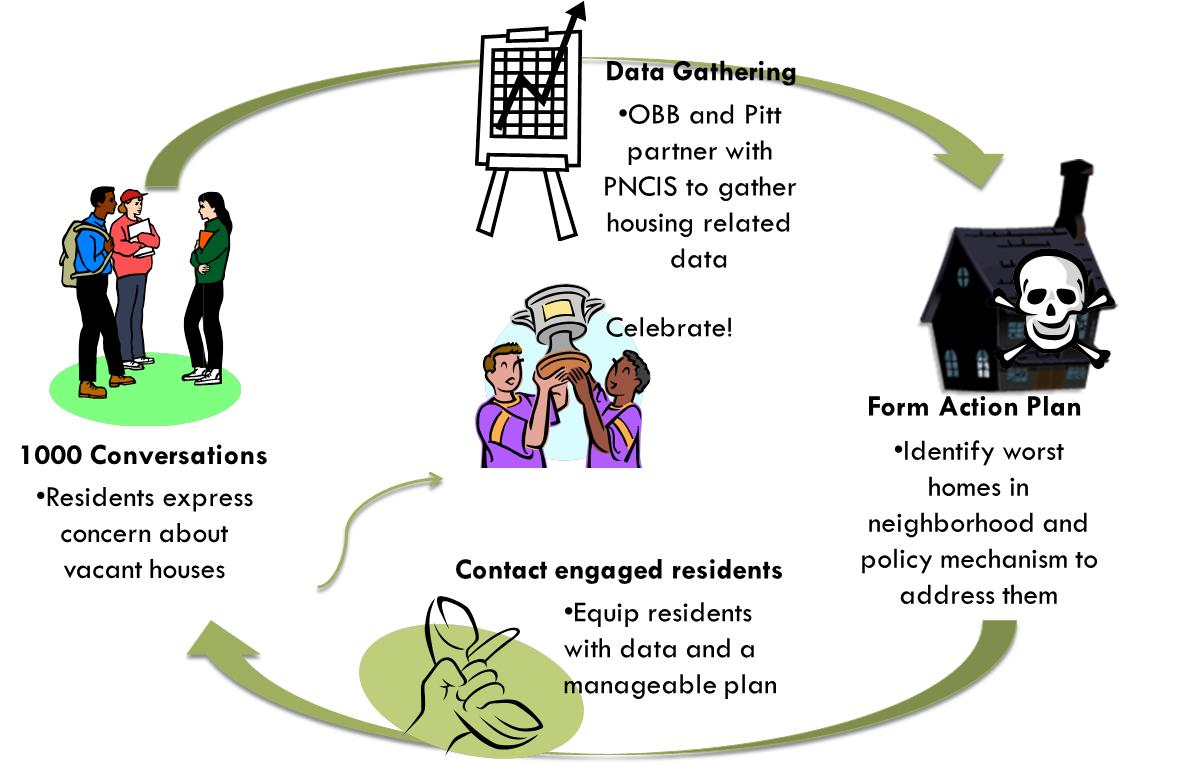 Data Gathering
•OBB and Pitt
partner with
PNCIS to gather
housing related
data
Celebrate!
Form Action Plan
•Identify worst
homes in
neighborhood and
policy mechanism to
address them
1000 Conversations
•Residents express
concern about
vacant houses
Contact engaged residents
•Equip residents
with data and a
manageable plan